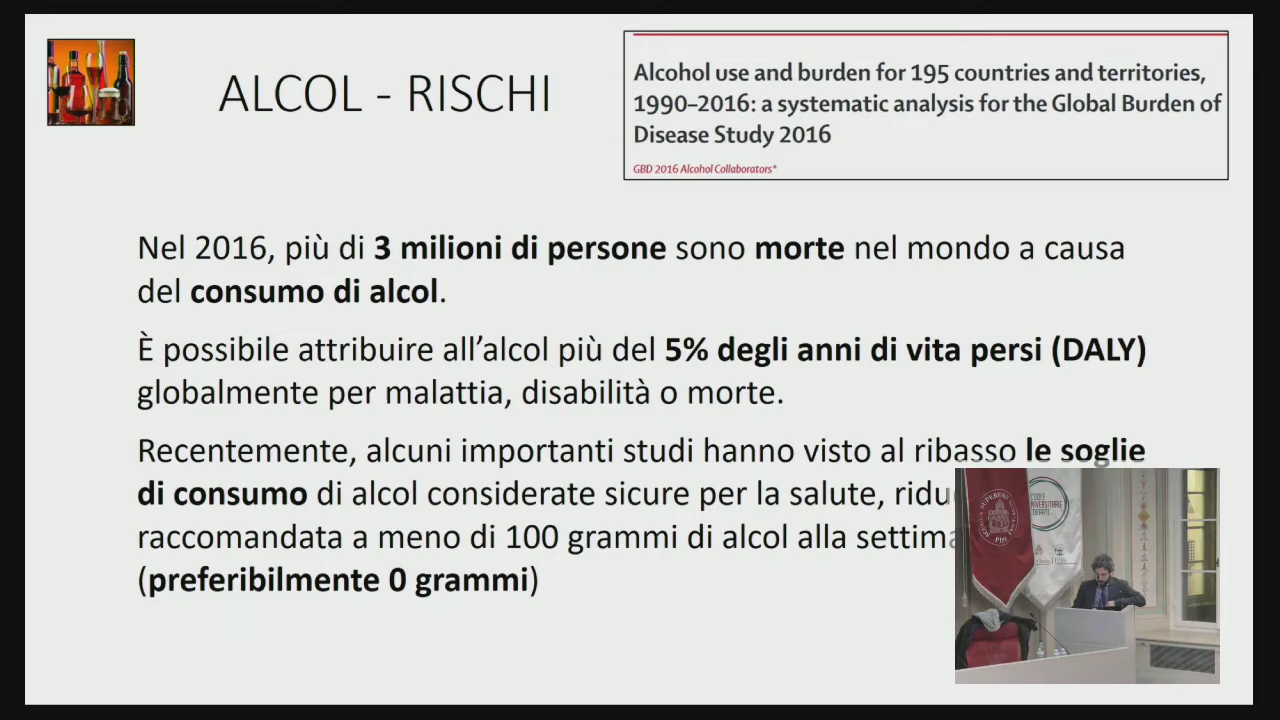 ALCOL - RISCHI
Alcohol use and burden for 195 countries and territories,
1990–2016: a systematic analysis for the Global Burden of
Disease Study 2016
GBD 2016 Alcohol Collaborators*
Nel 2016, più di 3 milioni di persone sono morte nel mondo a causa
del consumo di alcol.
È possibile attribuire all’alcol più del 5% degli anni di vita persi (DALY)
globalmente per malattia, disabilità o morte.
Recentemente, alcuni importanti studi hanno visto al ribasso le soglie
di consumo di alcol considerate sicure per la salute,
raccomandata a meno di 100 grammi di alcol alla
(preferibilmente 0 grammi)
PISA